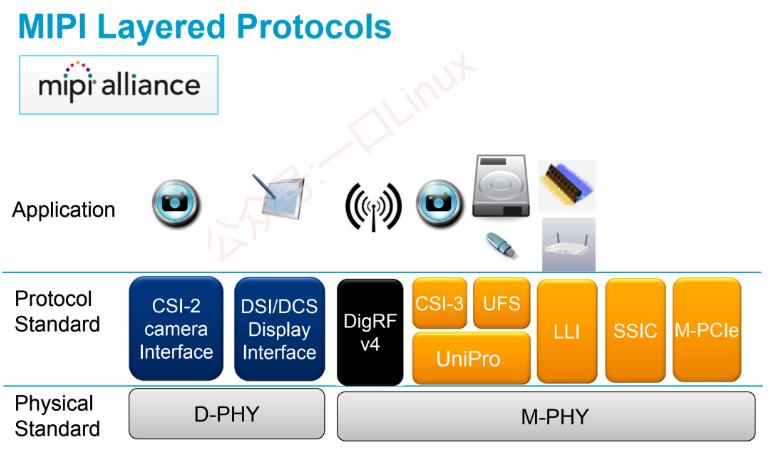 MIPI Layered Protocols
mipi alliance
公众号:一口Linux
Application
Protocol
Standard
CSI-2
camera
Interface
DSI/DCS
Display
Interface
DigRF
v4
CSI-3
UFS
UniPro
LLI
SSIC
M-PCIe
Physical
Standard
D-PHY
M-PHY